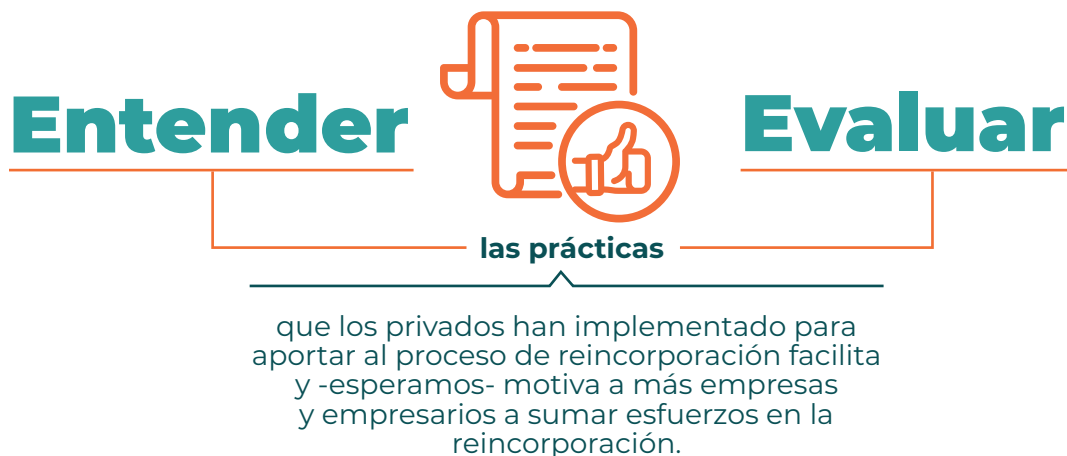 Entender
Evaluar
las prácticas
que los privados han implementado para
aportar al proceso de reincorporación facilita
y -esperamos- motiva a más empresas
y empresarios a sumar esfuerzos en la
reincorporación.